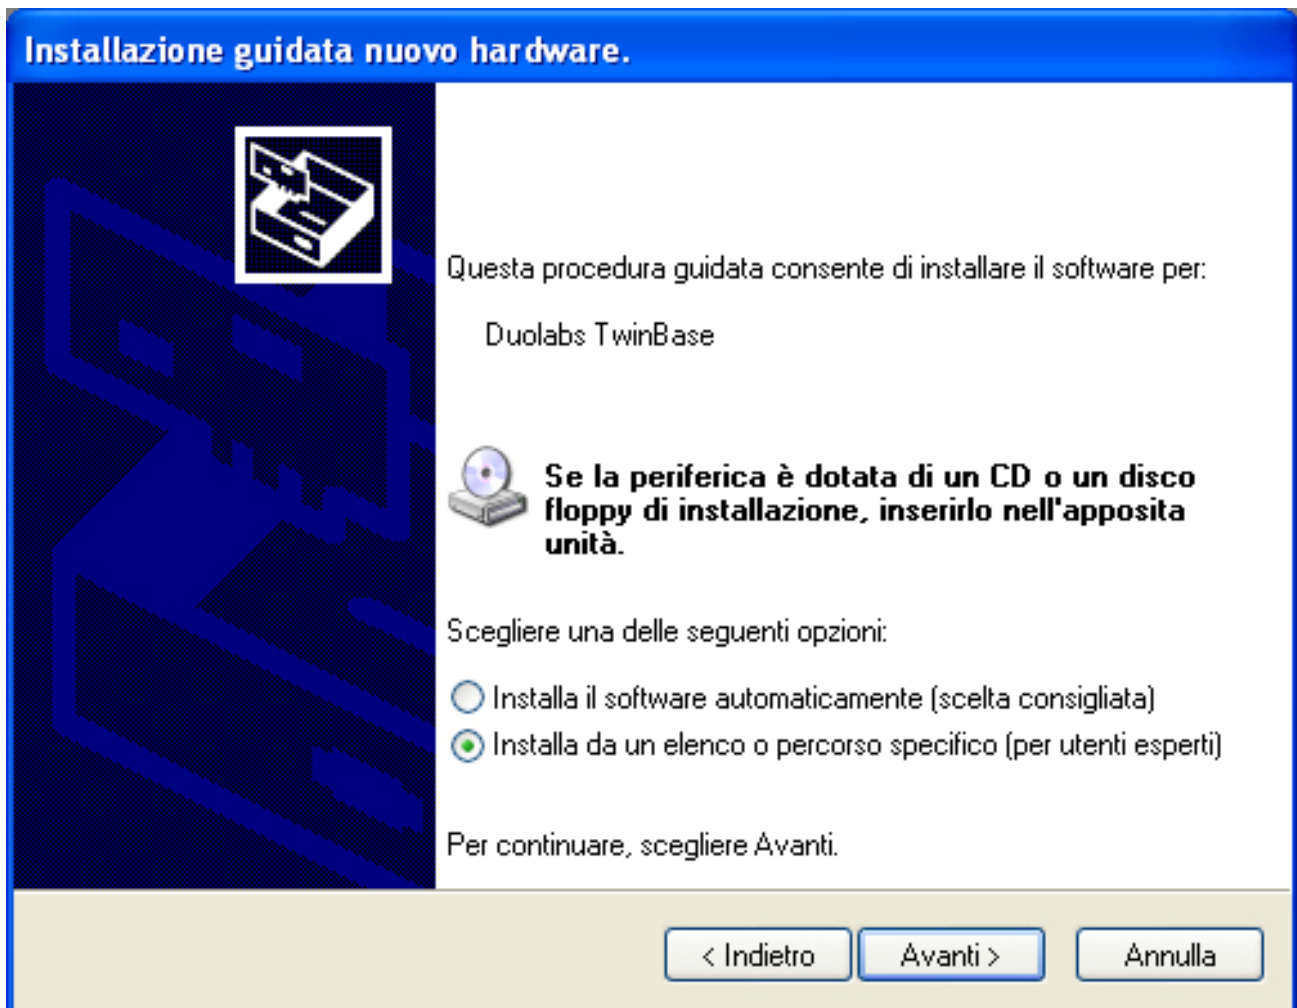 Installazione guidata nuovo hardware.
Questa procedura guidata consente di installare il software per:
Duolabs TwinBase
Se la periferica è dotata di un CD o un disco
floppy di installazione, inserirlo nell'apposita
unità.
Scegliere una delle seguenti opzioni:
Installa il software automaticamente (scelta consigliata)
Installa da un elenco o percorso specifico (per utenti esperti)
Per continuare, scegliere Avanti.
< Indietro Avanti > Annulla